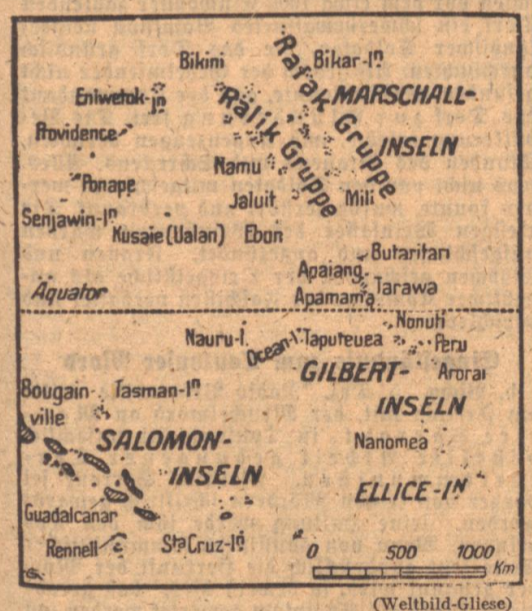 Bikini
Bikar-Iⁿ
Ratak Gruppe
Eniwetok-Jn
Ralik Gruppe
MARSCHALL-
INSELN
Providence
Namu
Ponape
Jaluit
Mili
Senjawin-Iⁿ
Kusaie (Ualan)
Ebon
Butaritari
Apaiang
Tarawa
Apamama
Äquator
Nonuti
Nauru-I.
Ocean-I.
Taputeuea
Peru
GILBERT-
INSELN
Arorai
Bougain-
ville
Tasman-Iⁿ
SALOMON-
INSELN
Nanomea
ELLICE-Iᴺ
Guadalcanar
Rennell
Sta Cruz-Iⁿ
0 500 1000
Km
G.
(Weltbild-Gliese)